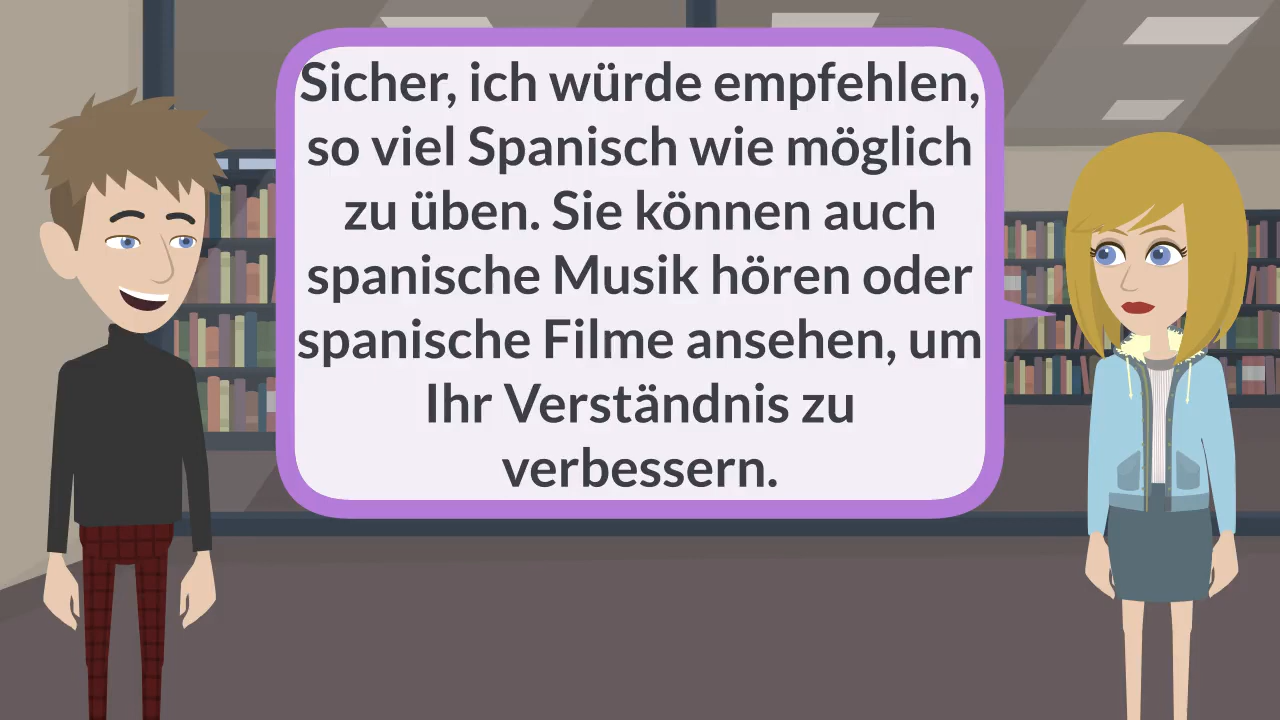 Sicher, ich würde empfehlen,
so viel Spanisch wie möglich
zu üben. Sie können auch
spanische Musik hören oder
spanische Filme ansehen, um
Ihr Verständnis zu
verbessern.